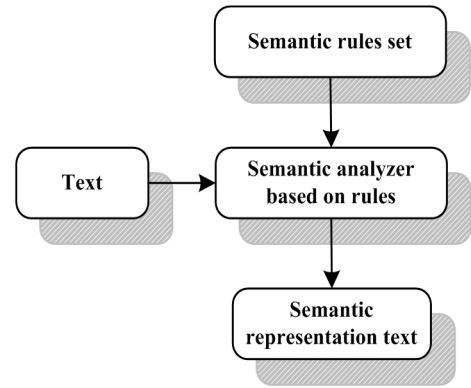 Semantic rules set
Text
Semantic analyzer
based on rules
Semantic
representation text